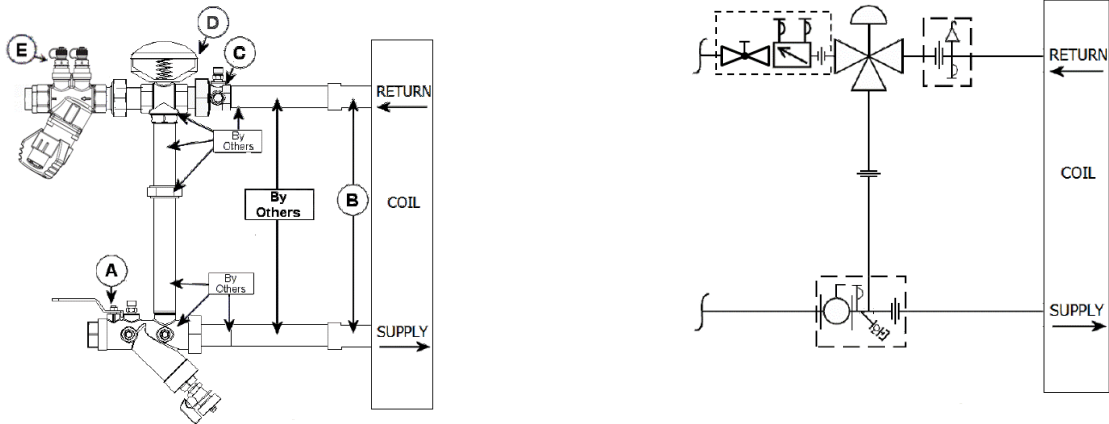 D
E
C
RETURN
By
Others
By
Others
B
COIL
A
By
Others
SUPPLY
RETURN
COIL
SUPPLY